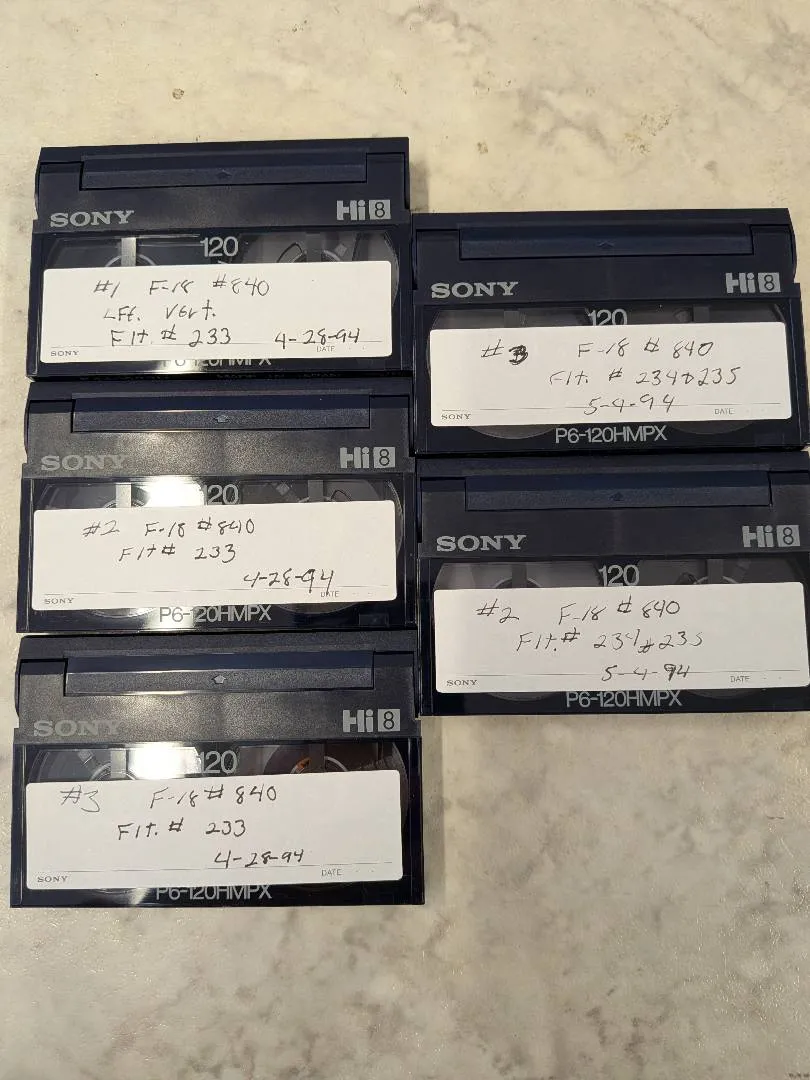 SONY Hi8
120
#1 F-18 #840
Lft. Vert.
Flt. # 233 4-28-94
SONY DATE
P6-120HMPX
SONY Hi8
120
#2 F-18 #840
Flt # 233
4-28-94
SONY DATE
P6-120HMPX
SONY Hi8
120
#3 F-18 # 840
Flt. # 233
4-28-94
SONY DATE
P6-120HMPX
SONY Hi8
120
#3 F-18 # 840
Flt. # 234 & 235
5-4-94
SONY DATE
P6-120HMPX
SONY Hi8
120
#2 F-18 # 840
Flt. # 234 & 235
5-4-94
SONY DATE
P6-120HMPX